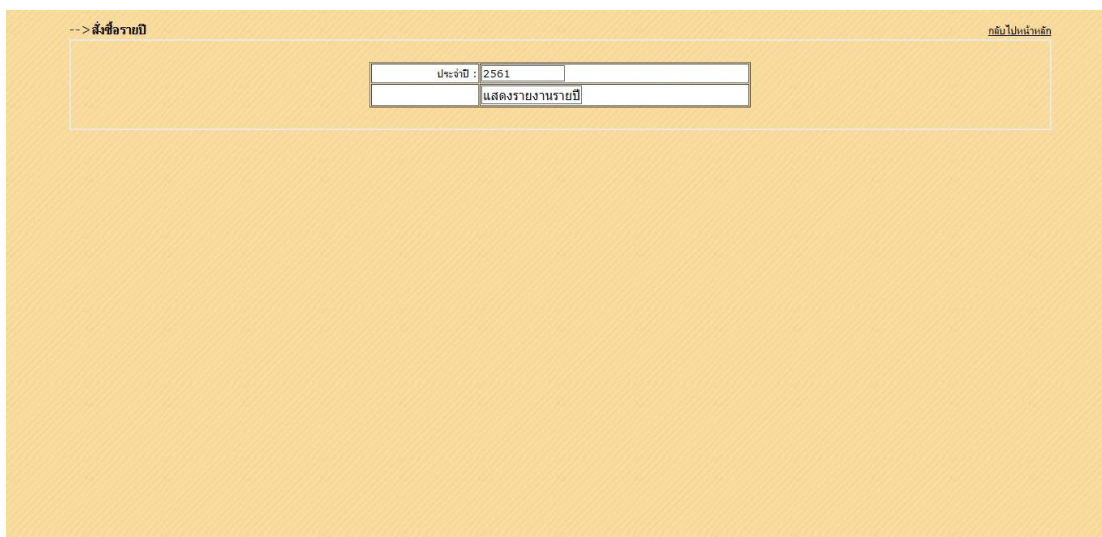 -->สั่งซื้อรายปี
กลับไปหน้าหลัก
ประจำปี : 2561
แสดงรายงานรายปี